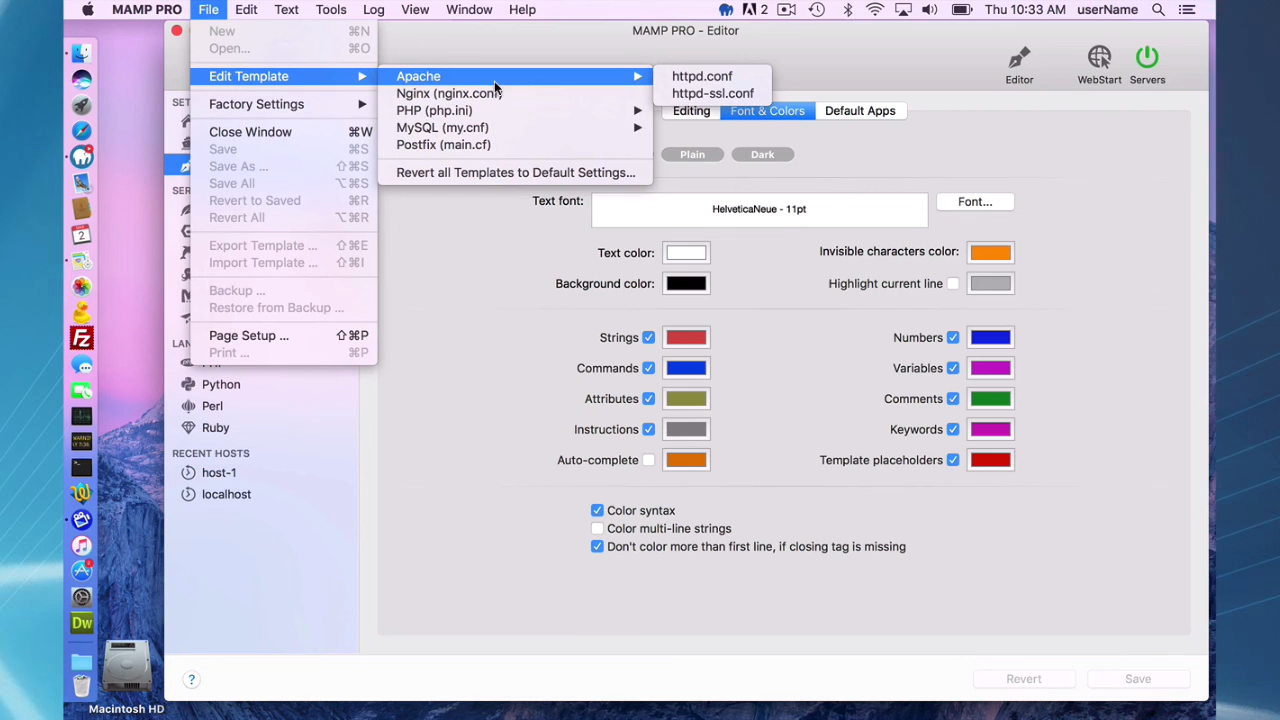 MAMP PRO File Edit Text Tools Log View Window Help 2 Thu 10:33 AM userName
MAMP PRO - Editor
New ⌘N
Open... ⌘O
Edit Template
Factory Settings
Close Window ⌘W
Save ⌘S
Save As ... ⇧⌘S
Save All ⌥⌘S
Revert to Saved ⌘R
Revert All ⌥⌘R
Export Template ... ⇧⌘E
Import Template ... ⇧⌘I
Backup ...
Restore from Backup ...
Page Setup ... ⇧⌘P
Print ... ⌘P
Apache
Nginx (nginx.conf)
PHP (php.ini)
MySQL (my.cnf)
Postfix (main.cf)
Revert all Templates to Default Settings...
httpd.conf
httpd-ssl.conf
Editor WebStart Servers
Editing Font & Colors Default Apps
Plain Dark
Text font: HelveticaNeue - 11pt Font...
Text color: Invisible characters color:
Background color: Highlight current line
Strings Numbers
Commands Variables
Attributes Comments
Instructions Keywords
Auto-complete Template placeholders
Color syntax
Color multi-line strings
Don't color more than first line, if closing tag is missing
Python
Perl
Ruby
RECENT HOSTS
host-1
localhost
? Revert Save
Fz
Dw
Macintosh HD